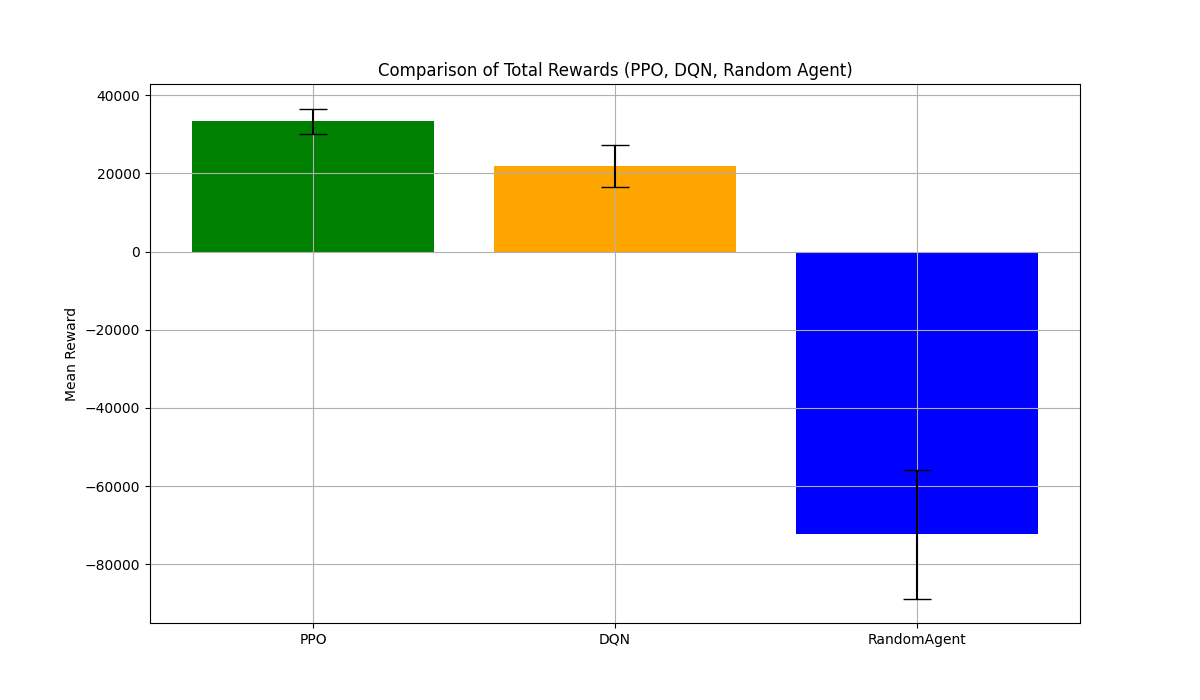 Comparison of Total Rewards (PPO, DQN, Random Agent)
40000
20000
0
−20000
−40000
−60000
−80000
Mean Reward
PPO
DQN
RandomAgent